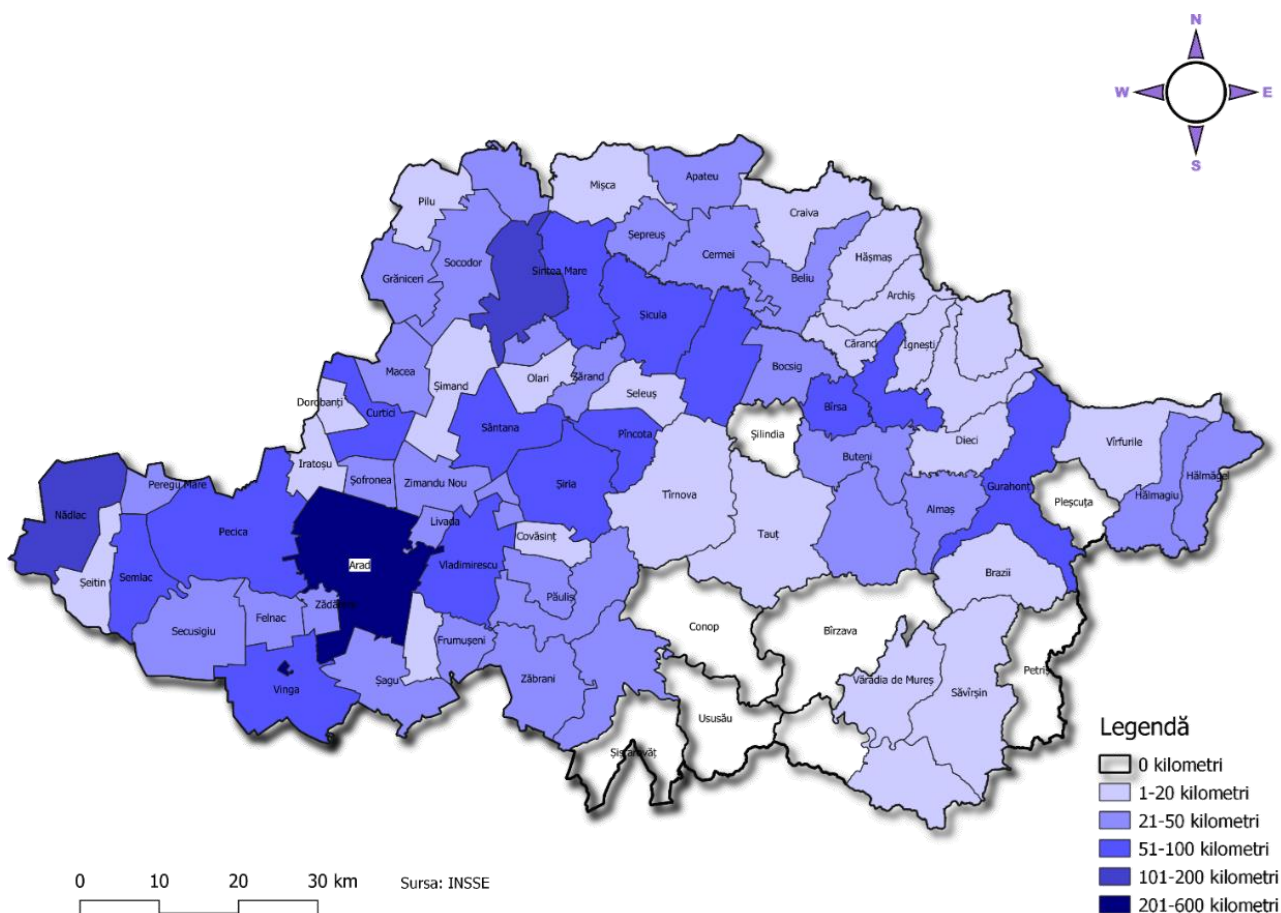 N
W E
S
Mișca
Apateu
Pilu
Craiva
Șepreuș
Cermei
Hășmaș
Socodor
Sintea Mare
Grăniceri
Beliu
Archiș
Șicula
Cărand
Ignești
Macea
Șimand
Olari
Zărand
Bocsig
Seleuș
Dorobanți
Curtici
Bîrsa
Sântana
Pîncota
Șilindia
Dieci
Vîrfurile
Iratoșu
Buteni
Șofronea
Zimandu Nou
Șiria
Hălmăgel
Peregu Mare
Tîrnova
Gurahonț
Pleșcuța
Hălmagiu
Nădlac
Almaș
Livada
Pecica
Covăsinț
Tauț
Arad
Vladimirescu
Brazii
Șeitin
Semlac
Păuliș
Felnac
Conop
Bîrzava
Secusigiu
Frumușeni
Petriș
Șagu
Zăbrani
Vărădia de Mureș
Vinga
Săvîrșin
Ususău
Legendă
0 kilometri
1-20 kilometri
21-50 kilometri
51-100 kilometri
101-200 kilometri
201-600 kilometri
0 10 20 30 km
Sursa: INSSE